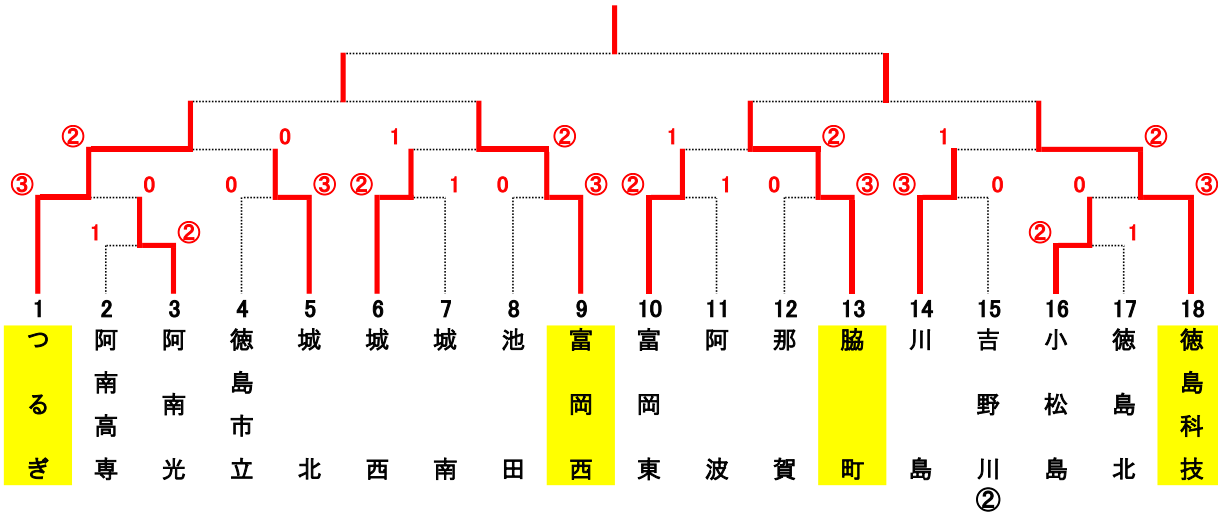 ② 0 1 ② 1 ② 1 ②
③ 0 0 ③ ② 1 0 ③ ② 1 0 ③ ③ 0 0 ③
1 ② ② 1
1 2 3 4 5 6 7 8 9 10 11 12 13 14 15 16 17 18
つるぎ
阿南高専
阿南光
徳島市立
城北
城西
城南
池田
富岡西
富岡東
阿波
那賀
脇町
川島
吉野川②
小松島
徳島北
徳島科技